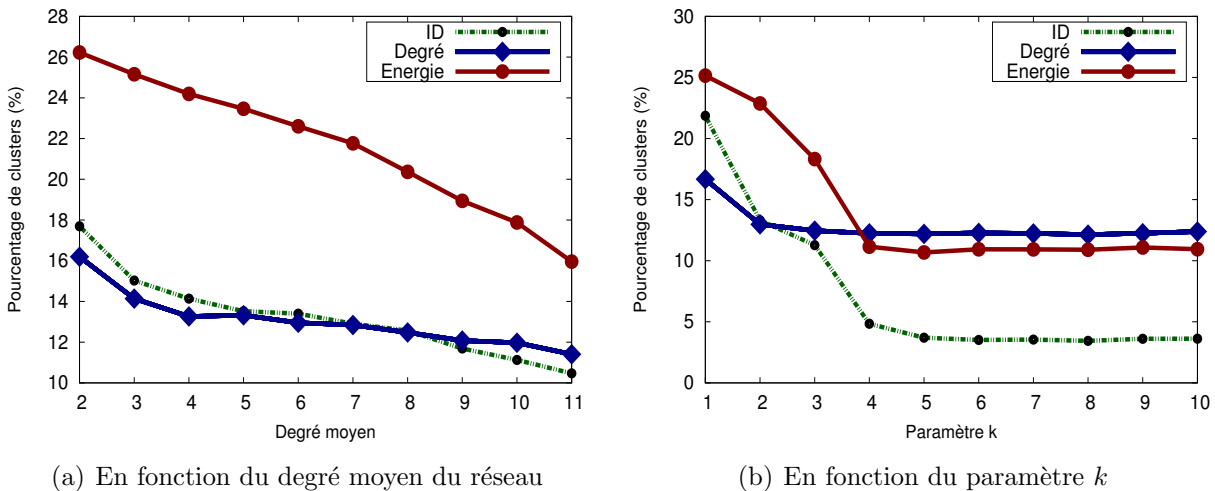 28
26
24
22
20
18
16
14
12
10
2 3 4 5 6 7 8 9 10 11
Pourcentage de clusters (%)
Degré moyen
ID
Degré
Energie
(a) En fonction du degré moyen du réseau
30
25
20
15
10
5
0
1 2 3 4 5 6 7 8 9 10
Pourcentage de clusters (%)
Paramètre k
ID
Degré
Energie
(b) En fonction du paramètre k